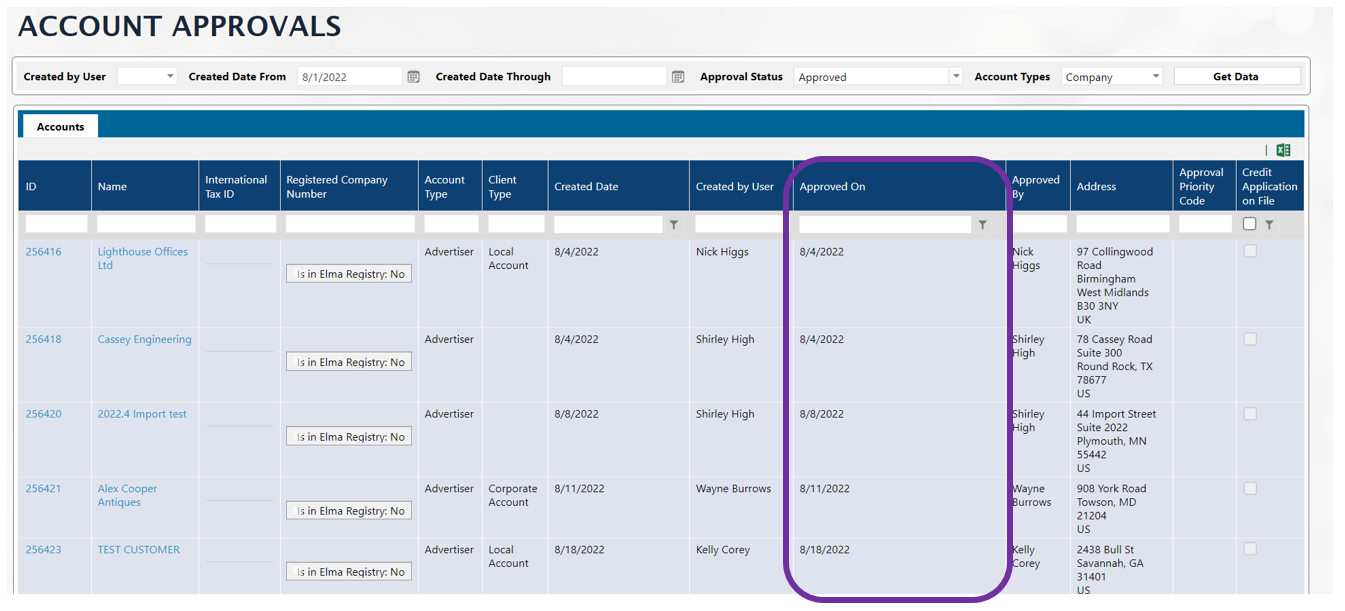 ACCOUNT APPROVALS
Created by User Created Date From 8/1/2022 Created Date Through Approval Status Approved Account Types Company Get Data
Accounts
ID Name International Tax ID Registered Company Number Account Type Client Type Created Date Created by User Approved On Approved By Address Approval Priority Code Credit Application on File
256416 Lighthouse Offices Ltd Is in Elma Registry: No Advertiser Local Account 8/4/2022 Nick Higgs 8/4/2022 Nick Higgs 97 Collingwood
Road
Birmingham
West Midlands
B30 3NY
UK
256418 Cassey Engineering Is in Elma Registry: No Advertiser 8/4/2022 Shirley High 8/4/2022 Shirley High 78 Cassey Road
Suite 300
Round Rock, TX
78677
US
256420 2022.4 Import test Is in Elma Registry: No Advertiser 8/8/2022 Shirley High 8/8/2022 Shirley High 44 Import Street
Suite 2022
Plymouth, MN
55442
US
256421 Alex Cooper Antiques Is in Elma Registry: No Advertiser Corporate Account 8/11/2022 Wayne Burrows 8/11/2022 Wayne Burrows 908 York Road
Towson, MD
21204
US
256423 TEST CUSTOMER Is in Elma Registry: No Advertiser Local Account 8/18/2022 Kelly Corey 8/18/2022 Kelly Corey 2438 Bull St
Savannah, GA
31401
US